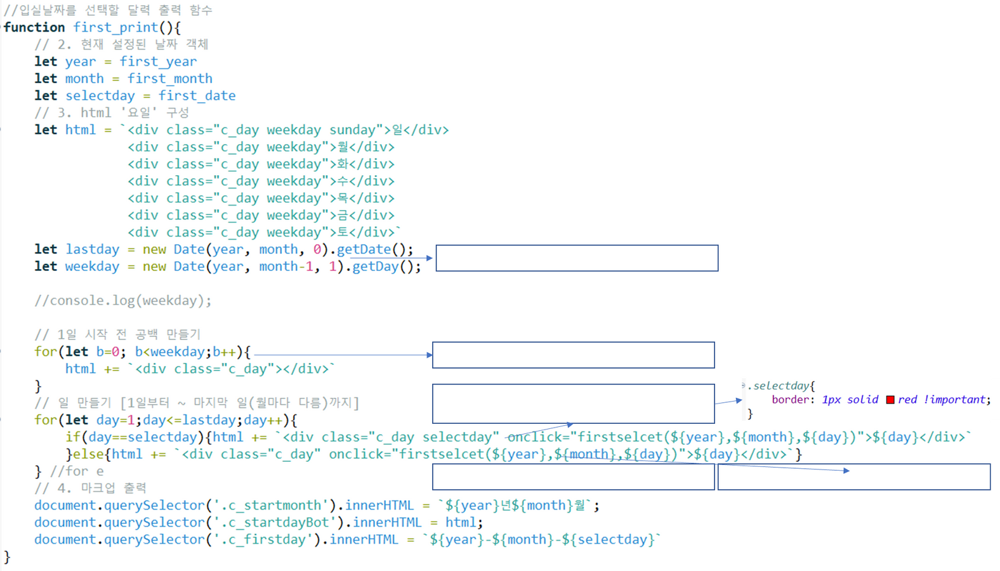 //입실날짜를 선택할 달력 출력 함수
function first_print(){
    // 2. 현재 설정된 날짜 객체
    let year = first_year
    let month = first_month
    let selectday = first_date
    // 3. html '요일' 구성
    let html = `<div class="c_day weekday sunday">일</div>
                <div class="c_day weekday">월</div>
                <div class="c_day weekday">화</div>
                <div class="c_day weekday">수</div>
                <div class="c_day weekday">목</div>
                <div class="c_day weekday">금</div>
                <div class="c_day weekday">토</div>`
    let lastday = new Date(year, month, 0).getDate();
    let weekday = new Date(year, month-1, 1).getDay();
    //console.log(weekday);
    // 1일 시작 전 공백 만들기
    for(let b=0; b<weekday;b++){
        html += `<div class="c_day"></div>`
    }
    // 일 만들기 [1일부터 ~ 마지막 일(월마다 다름)까지]
    for(let day=1;day<=lastday;day++){
        if(day==selectday){html += `<div class="c_day selectday" onclick="firstselcet(${year},${month},${day})">${day}</div>`
        }else{html += `<div class="c_day" onclick="firstselcet(${year},${month},${day})">${day}</div>`}
    } //for e
    // 4. 마크업 출력
    document.querySelector('.c_startmonth').innerHTML = `${year}년${month}월`;
    document.querySelector('.c_startdayBot').innerHTML = html;
    document.querySelector('.c_firstday').innerHTML = `${year}-${month}-${selectday}`
}
.selectday{
    border: 1px solid red !important;
}